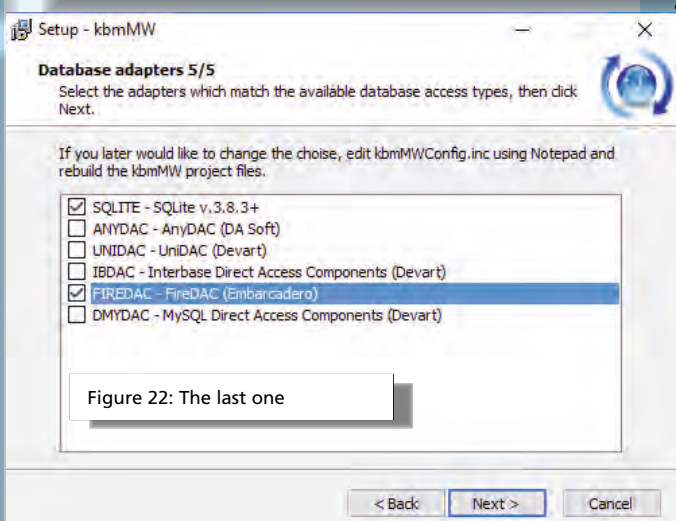 Setup - kbmMW
Database adapters 5/5
Select the adapters which match the available database access types, then click
Next.
If you later would like to change the choise, edit kbmMWConfig.inc using Notepad and
rebuild the kbmMW project files.
SQLITE - SQLite v.3.8.3+
ANYDAC - AnyDAC (DA Soft)
UNIDAC - UniDAC (Devart)
IBDAC - Interbase Direct Access Components (Devart)
FIREDAC - FireDAC (Embarcadero)
DMYDAC - MySQL Direct Access Components (Devart)
Figure 22: The last one
< Back Next > Cancel